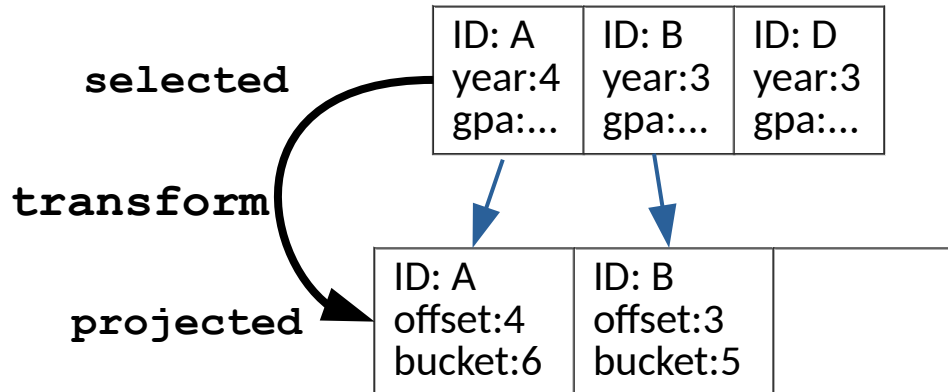 selected
ID: A
year:4
gpa:...
ID: B
year:3
gpa:...
ID: D
year:3
gpa:...
transform
projected
ID: A
offset:4
bucket:6
ID: B
offset:3
bucket:5